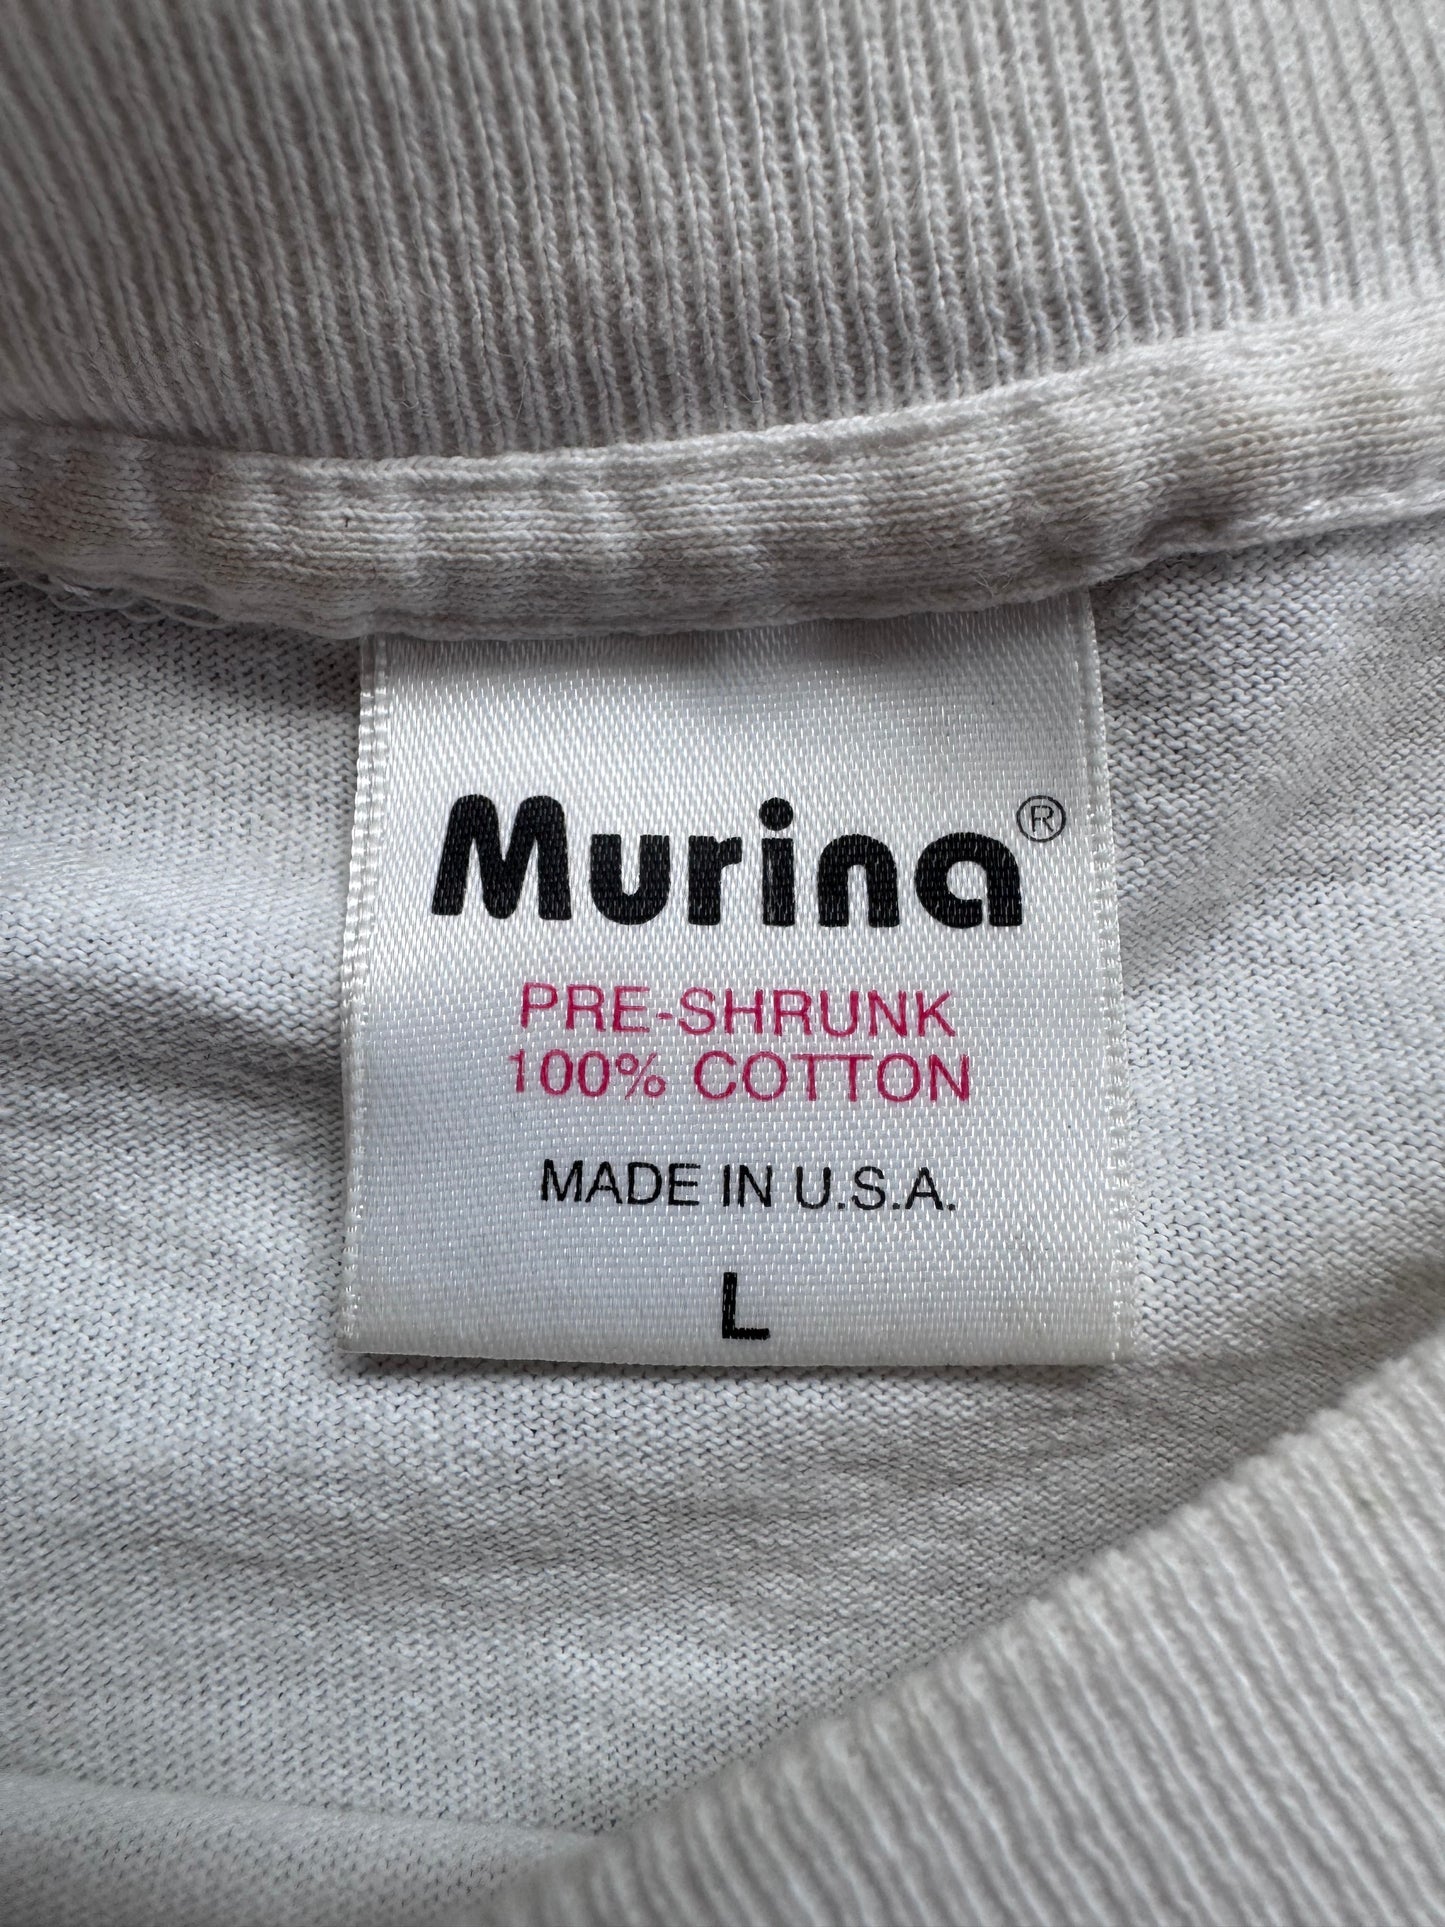 Murina®
PRE-SHRUNK
100% COTTON
MADE IN U.S.A.
L